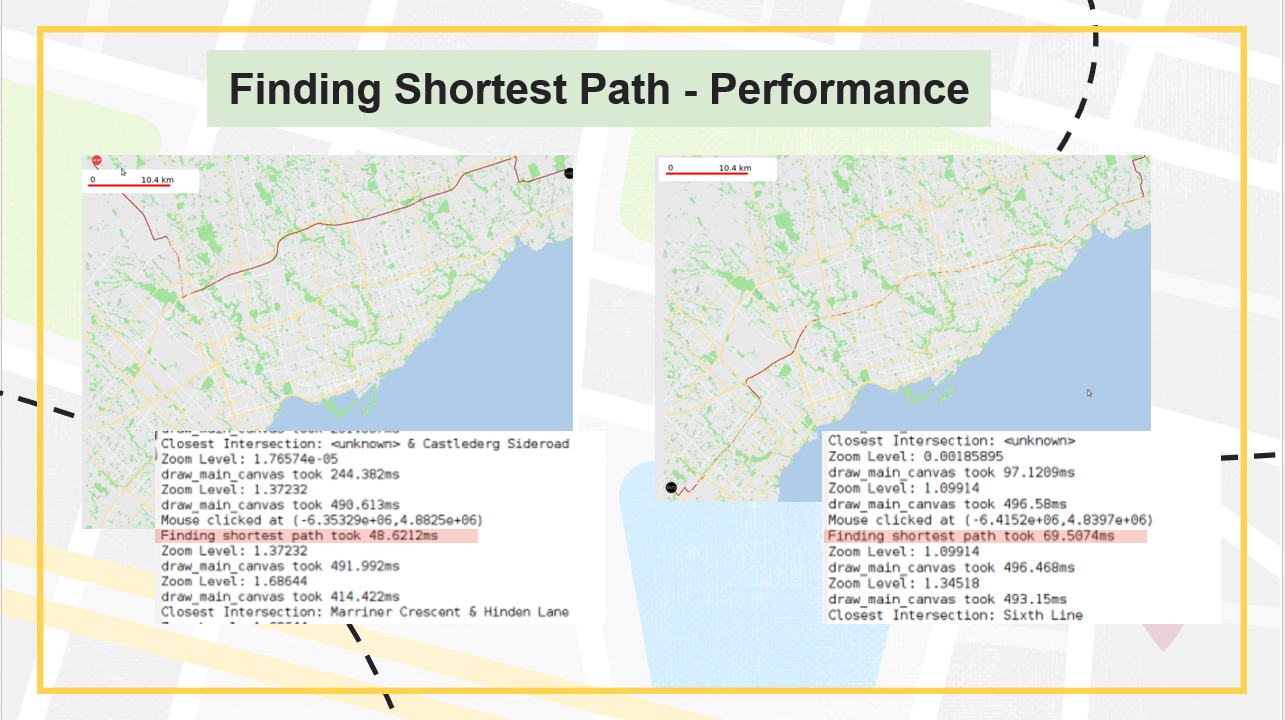 Finding Shortest Path - Performance
0 10.4 km
Closest Intersection: <unknown> & Castlederg Sideroad
Zoom Level: 1.76574e-05
draw_main_canvas took 244.382ms
Zoom Level: 1.37232
draw_main_canvas took 490.613ms
Mouse clicked at (-6.35329e+06,4.8825e+06)
Finding shortest path took 48.6212ms
Zoom Level: 1.37232
draw_main_canvas took 491.992ms
Zoom Level: 1.68644
draw_main_canvas took 414.422ms
Closest Intersection: Marriner Crescent & Hinden Lane
0 10.4 km
Closest Intersection: <unknown>
Zoom Level: 0.00185895
draw_main_canvas took 97.1209ms
Zoom Level: 1.09914
draw_main_canvas took 496.58ms
Mouse clicked at (-6.4152e+06,4.8397e+06)
Finding shortest path took 69.5074ms
Zoom Level: 1.09914
draw_main_canvas took 496.468ms
Zoom Level: 1.34518
draw_main_canvas took 493.15ms
Closest Intersection: Sixth Line